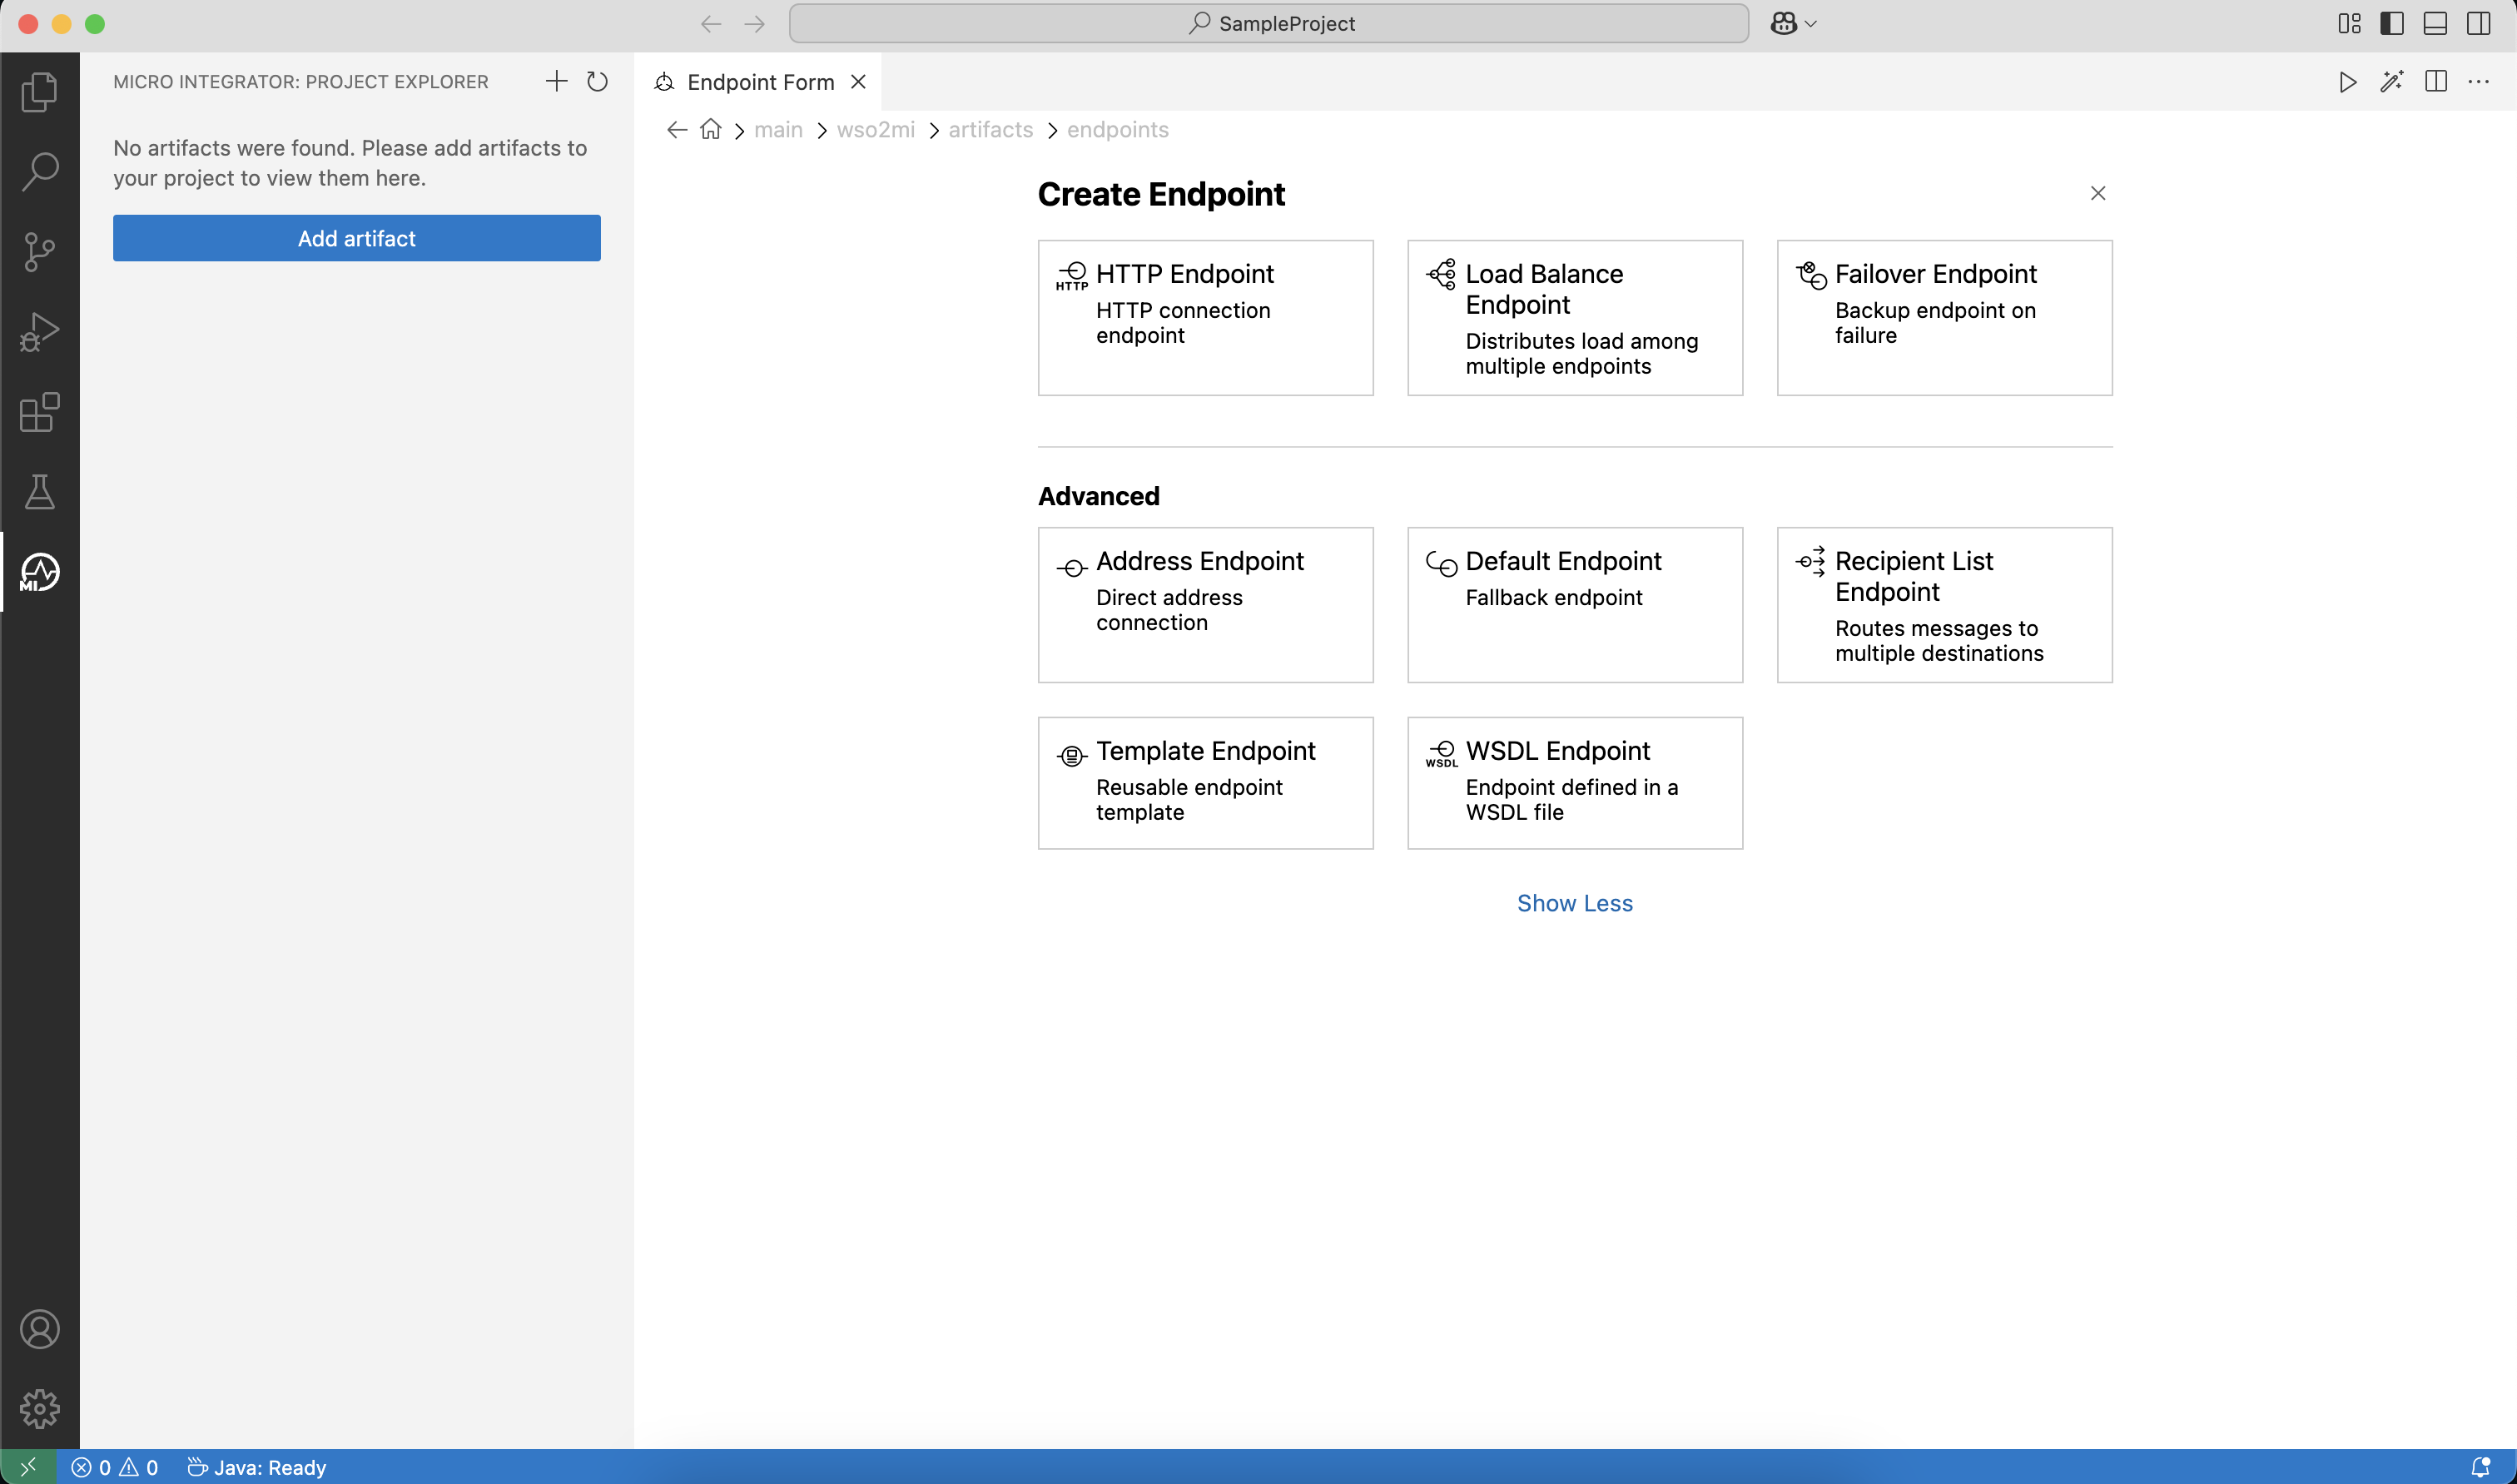 SampleProject
MICRO INTEGRATOR: PROJECT EXPLORER
No artifacts were found. Please add artifacts to
your project to view them here.
Add artifact
MI
Endpoint Form
main
wso2mi
artifacts
endpoints
Create Endpoint
HTTP
HTTP Endpoint
HTTP connection
endpoint
Load Balance
Endpoint
Distributes load among
multiple endpoints
Failover Endpoint
Backup endpoint on
failure
Advanced
Address Endpoint
Direct address
connection
Default Endpoint
Fallback endpoint
Recipient List
Endpoint
Routes messages to
multiple destinations
Template Endpoint
Reusable endpoint
template
WSDL
WSDL Endpoint
Endpoint defined in a
WSDL file
Show Less
0 0 Java: Ready